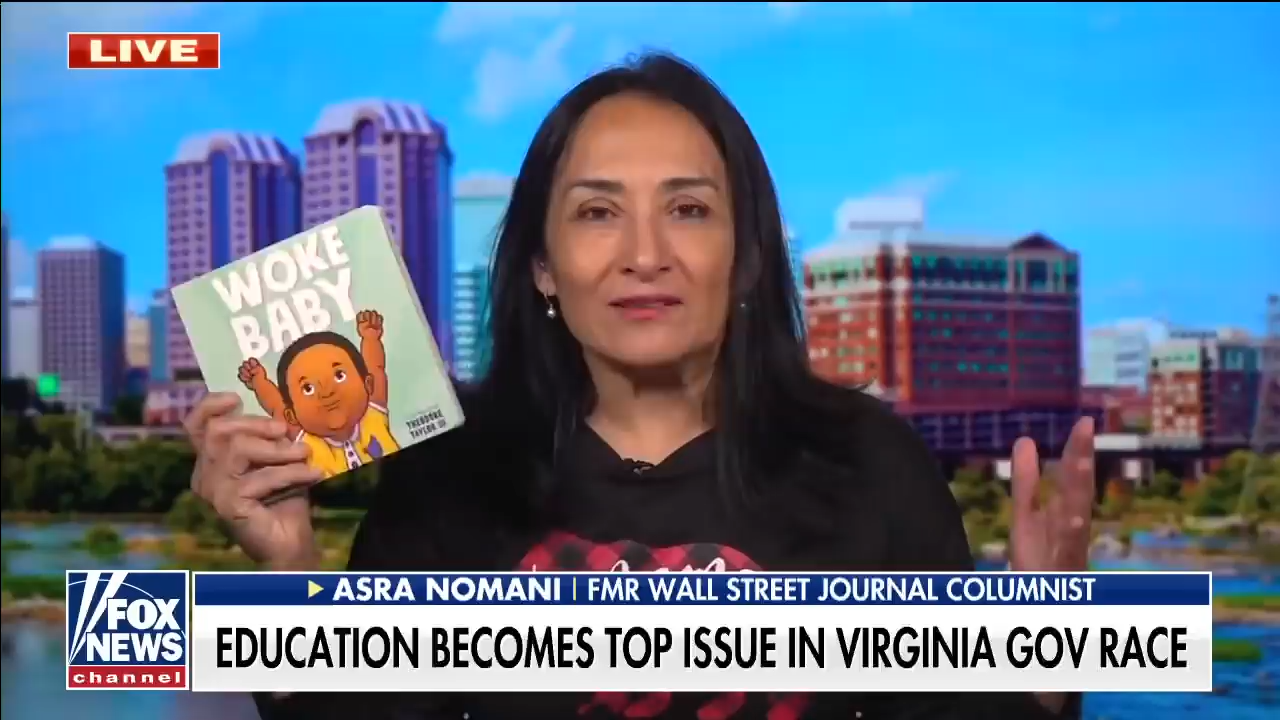 LIVE
WOKE
BABY
THEODORE
TAYLOR III
ASRA NOMANI | FMR WALL STREET JOURNAL COLUMNIST
FOX
NEWS
channel
EDUCATION BECOMES TOP ISSUE IN VIRGINIA GOV RACE